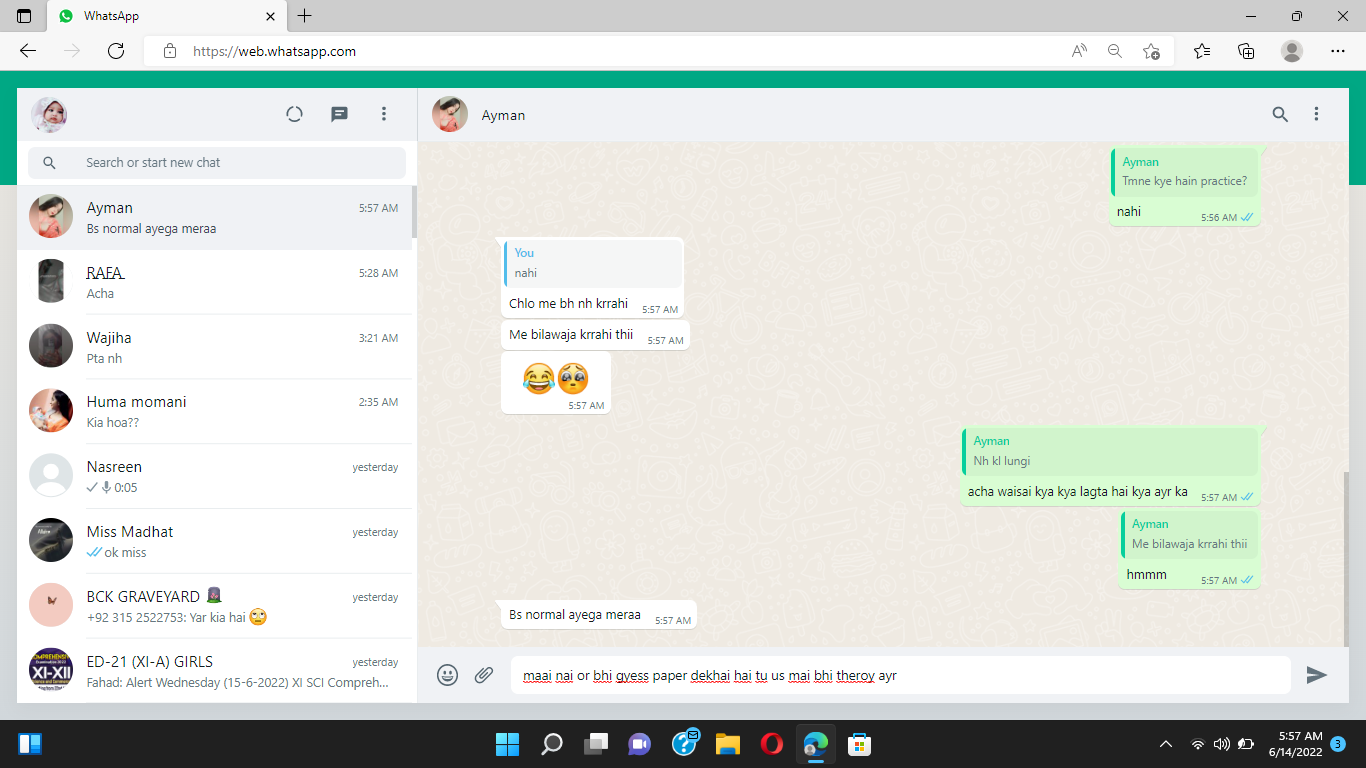 WhatsApp
https://web.whatsapp.com
Ayman
Search or start new chat
Ayman
5:57 AM
Bs normal ayega meraa
RAFA
5:28 AM
Acha
Wajiha
3:21 AM
Pta nh
Huma momani
2:35 AM
Kia hoa??
Nasreen
yesterday
0:05
Miss Madhat
yesterday
ok miss
BCK GRAVEYARD
yesterday
+92 315 2522753: Yar kia hai 🙄
ED-21 (XI-A) GIRLS
yesterday
Fahad: Alert Wednesday (15-6-2022) XI SCI Compreh...
XI-XII
Ayman
Tmne kye hain practice?
nahi
5:56 AM
You
nahi
Chlo me bh nh krrahi
5:57 AM
Me bilawaja krrahi thii
5:57 AM
😂🥺
5:57 AM
Ayman
Nh kl lungi
acha waisai kya kya lagta hai kya ayr ka
5:57 AM
Ayman
Me bilawaja krrahi thii
hmmm
5:57 AM
Bs normal ayega meraa
5:57 AM
maai nai or bhi gyess paper dekhai hai tu us mai bhi theroy ayr
5:57 AM
6/14/2022
3